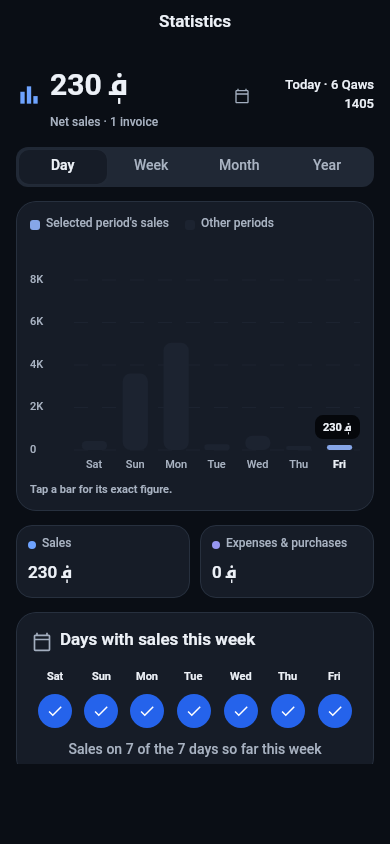 Statistics
230 ؋
Today · 6 Qaws
1405
Net sales · 1 invoice
Day Week Month Year
Selected period's sales Other periods
8K
6K
4K
2K
230 ؋
0
Sat Sun Mon Tue Wed Thu Fri
Tap a bar for its exact figure.
Sales Expenses & purchases
230 ؋ 0 ؋
Days with sales this week
Sat Sun Mon Tue Wed Thu Fri
Sales on 7 of the 7 days so far this week